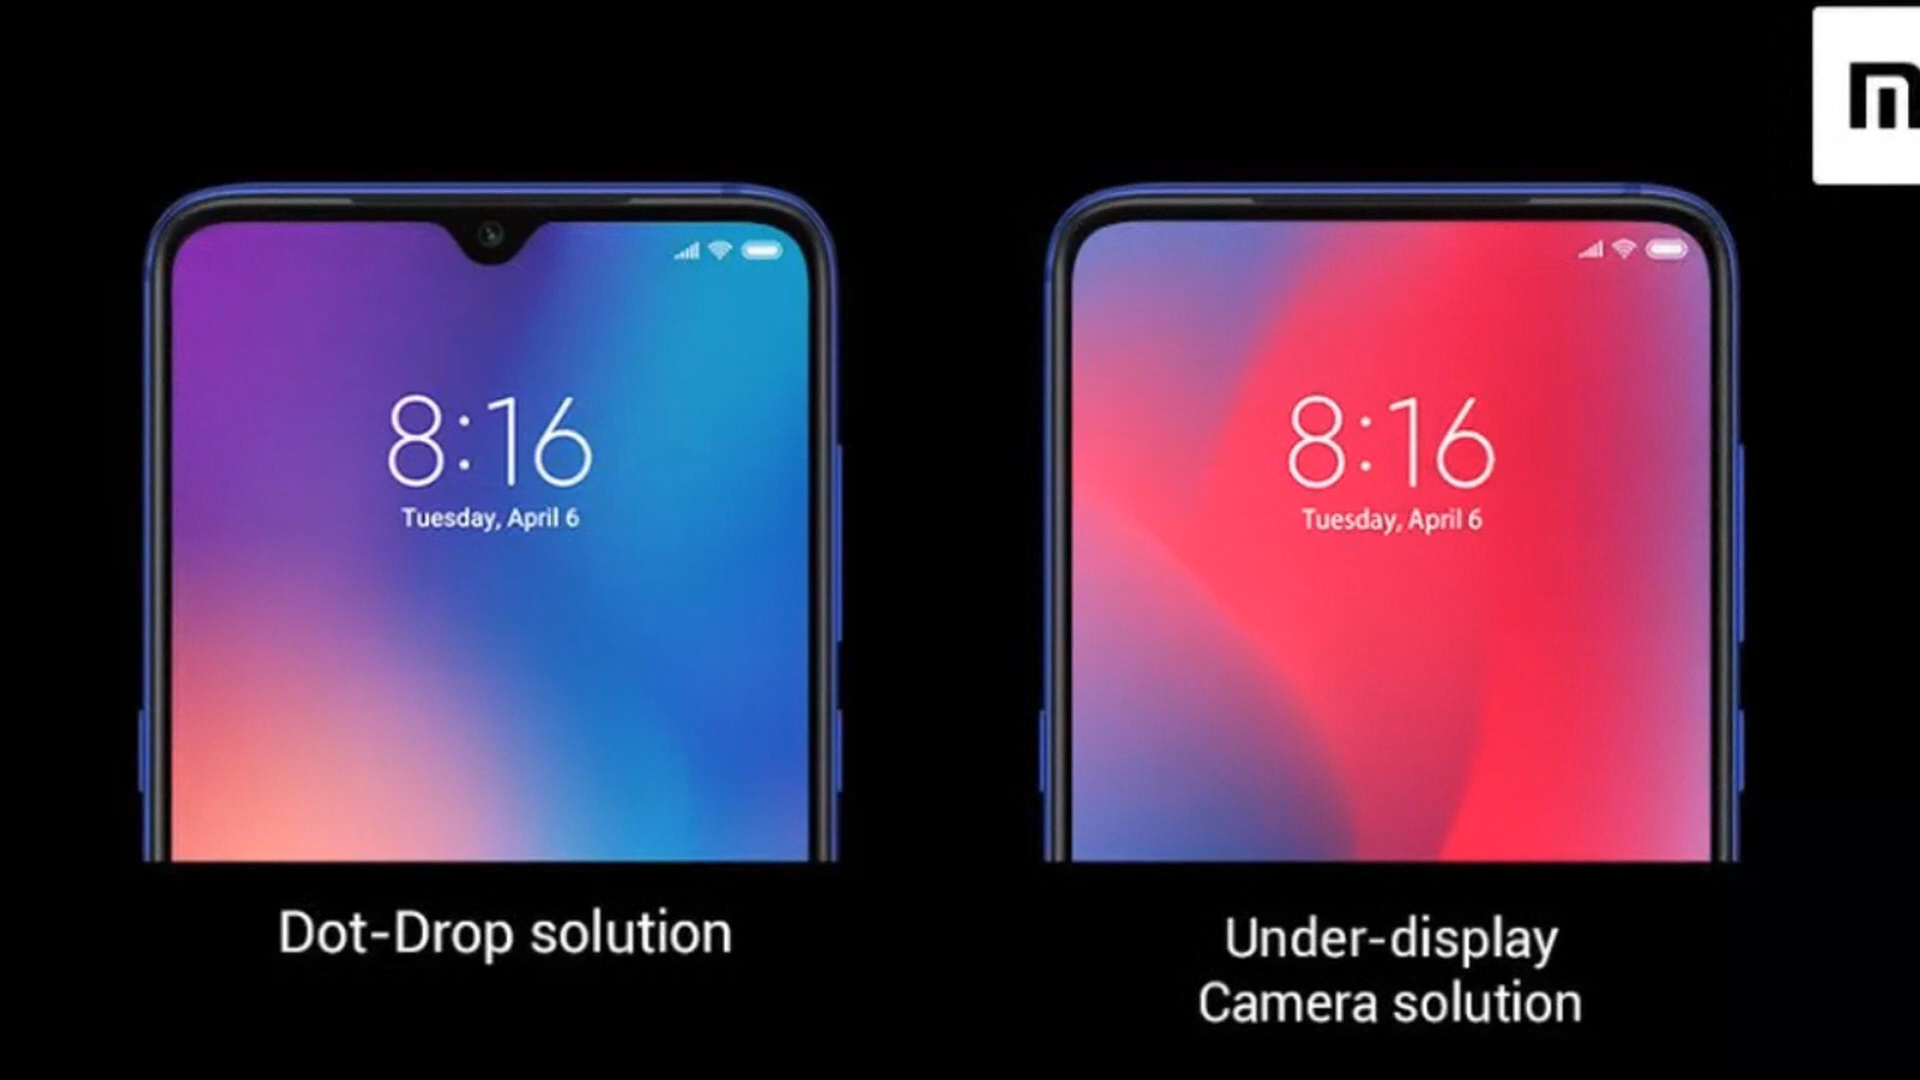 8:16
Tuesday, April 6
Dot-Drop solution
8:16
Tuesday, April 6
Under-display
Camera solution